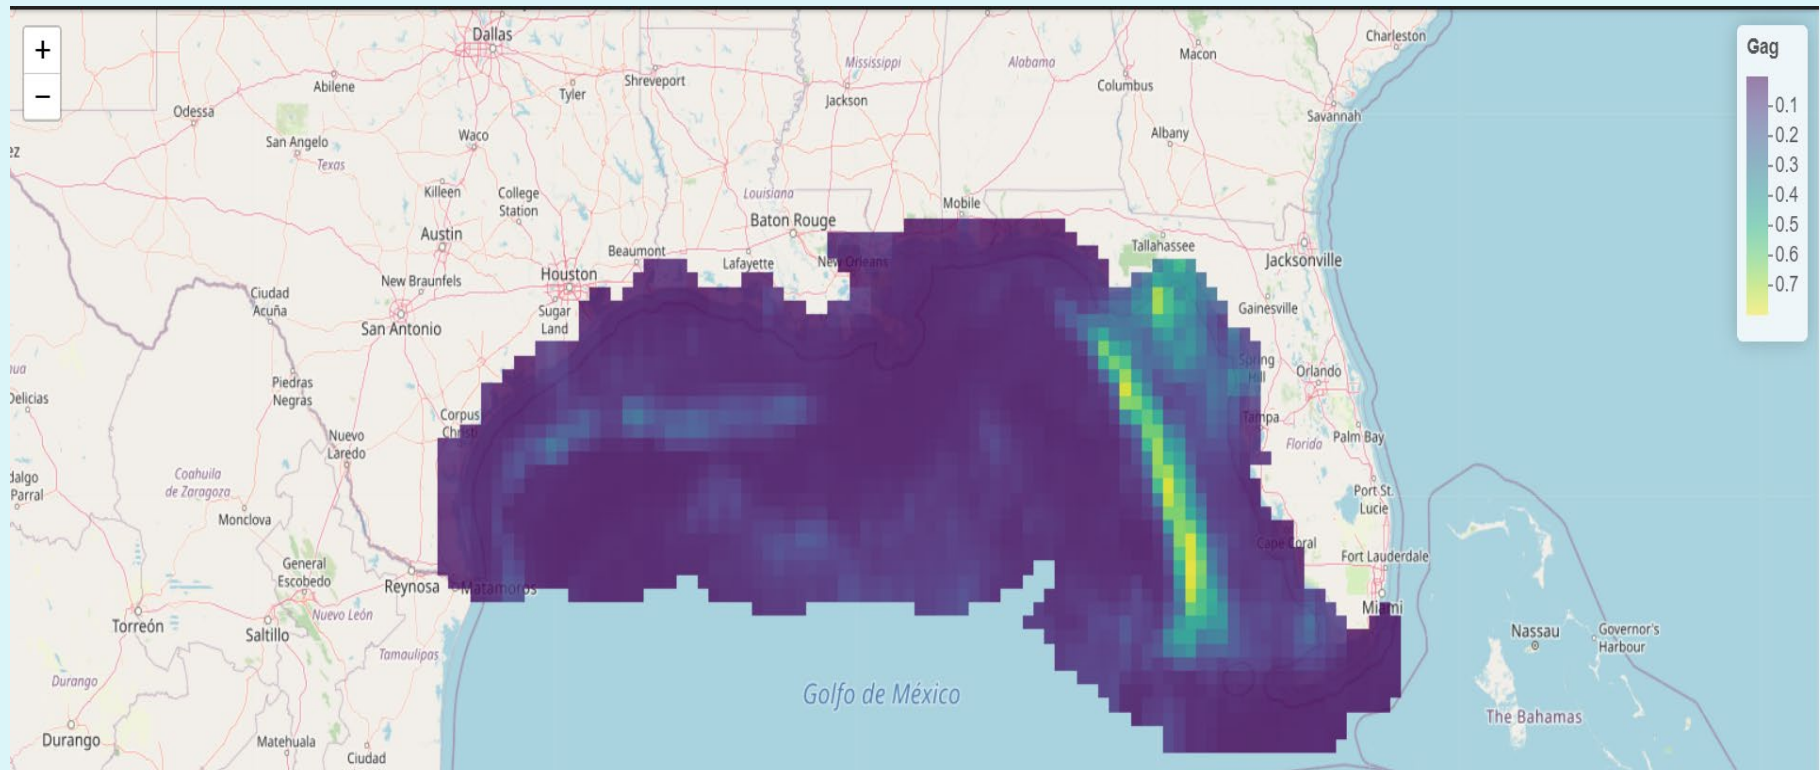 +
−
Dallas
Charleston
Macon
Mississippi
Alabama
Shreveport
Columbus
Abilene
Tyler
Jackson
Odessa
Savannah
Waco
Albany
San Angelo
ez
Texas
Killeen
College
Station
Louisiana
Mobile
Baton Rouge
Austin
Tallahassee
Beaumont
Lafayette
New Orleans
Jacksonville
Houston
New Braunfels
Ciudad
Acuña
Sugar
Land
Gainesville
San Antonio
Spring
Hill
Orlando
Piedras
Negras
Delicias
Corpus
Christi
Tampa
Nuevo
Laredo
Florida
Palm Bay
Coahuila
de Zaragoza
dalgo
Parral
Port St.
Lucie
Monclova
Cape Coral
General
Escobedo
Fort Lauderdale
Reynosa
Matamoros
Nuevo León
Miami
Torreón
Saltillo
Nassau
Governor's
Harbour
Tamaulipas
Durango
Golfo de México
The Bahamas
Durango
Matehuala
Ciudad
Gag
0.1
0.2
0.3
0.4
0.5
0.6
0.7